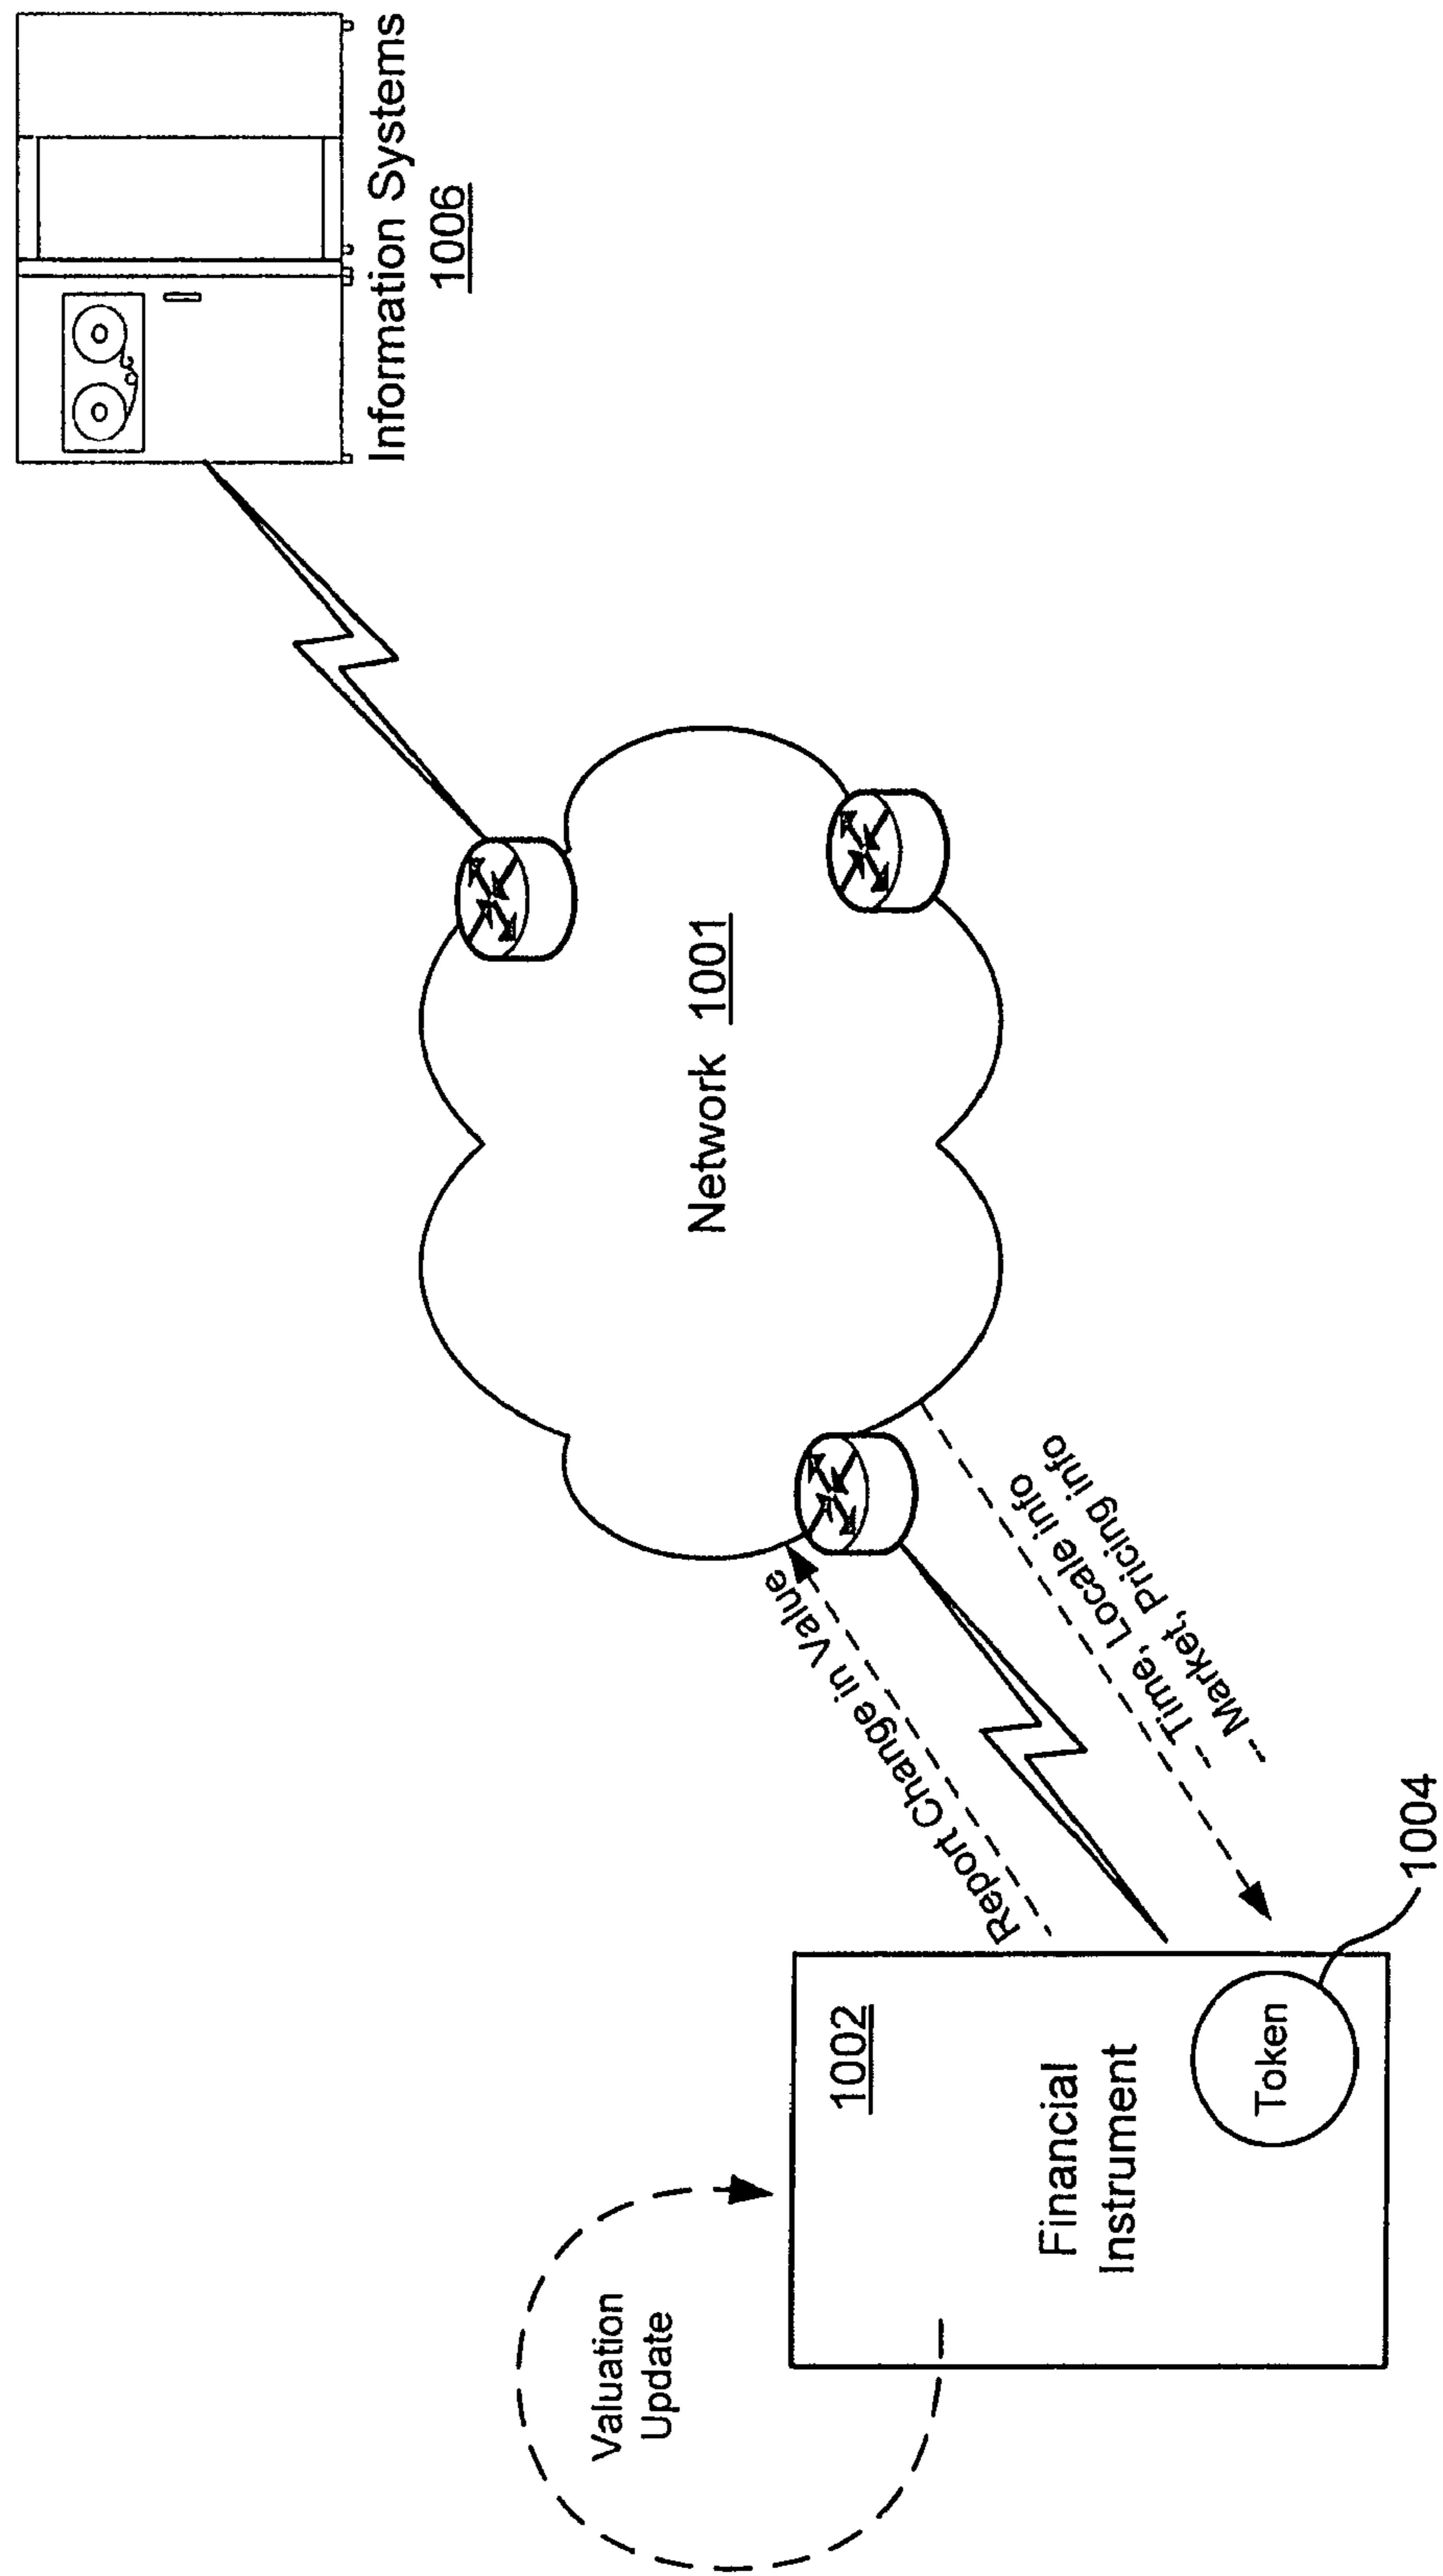 Information Systems
1006
Network 1001
Report Change in Value
-- Time, Locale info
-- Market, Pricing info
Valuation
Update
1002
Financial
Instrument
Token
1004